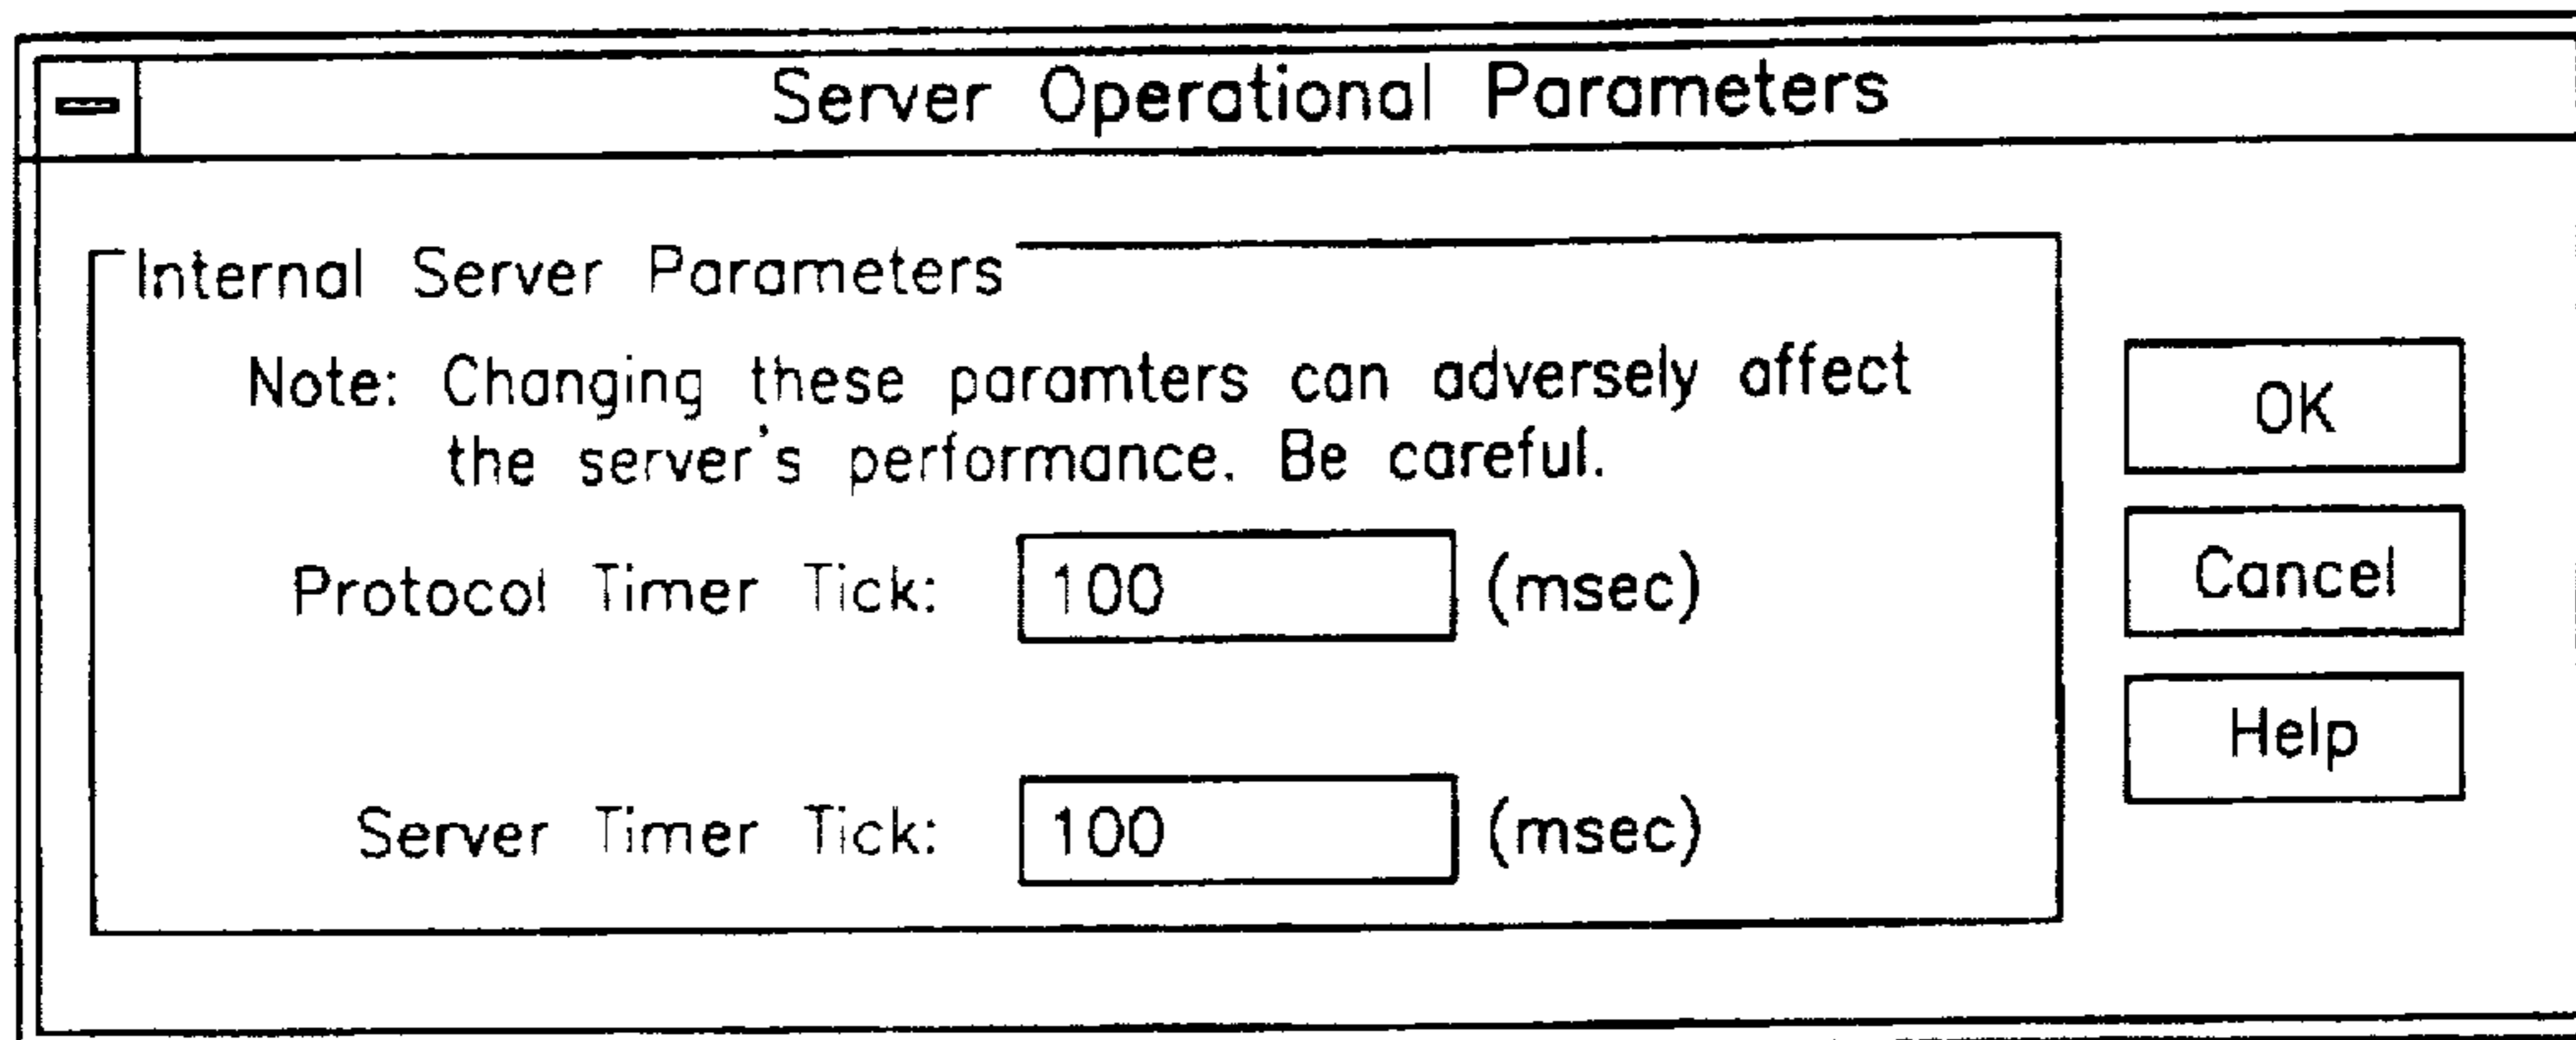 Server Operational Parameters
Internal Server Parameters
Note: Changing these paramters can adversely affect
the server's performance. Be careful.
OK
Protocol Timer Tick: 100 (msec)
Cancel
Help
Server Timer Tick: 100 (msec)